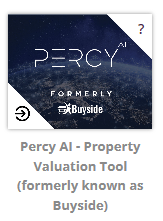 ?
PERCY AI
FORMERLY
Buyside
Percy AI - Property
Valuation Tool
(formerly known as
Buyside)